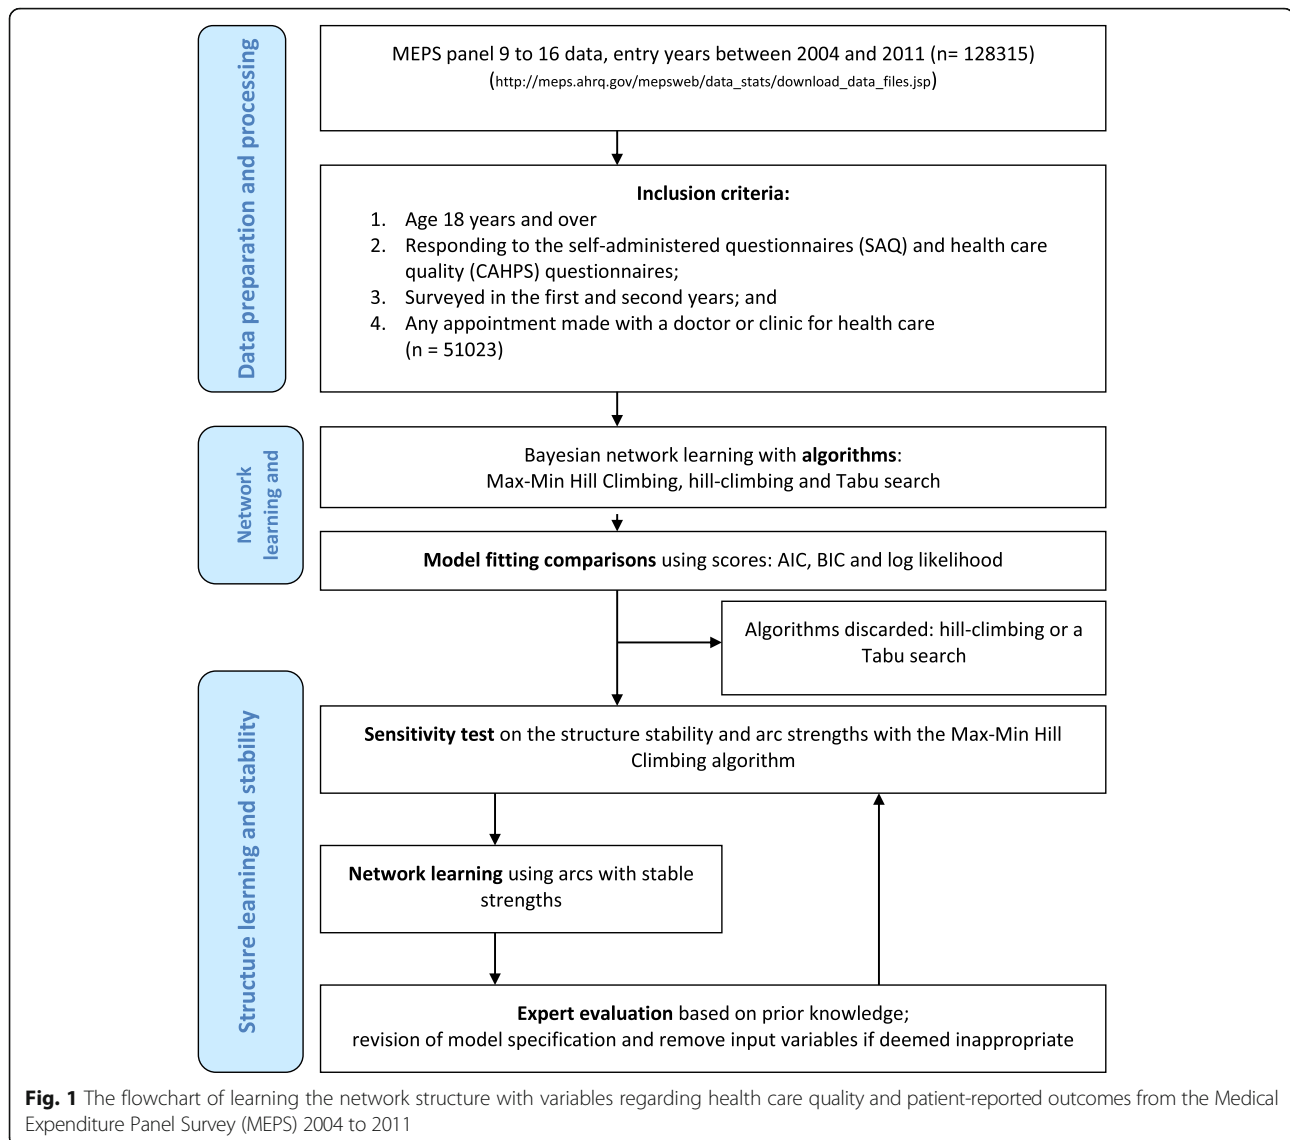 Data preparation and processing
MEPS panel 9 to 16 data, entry years between 2004 and 2011 (n= 128315)
(http://meps.ahrq.gov/mepsweb/data_stats/download_data_files.jsp)
Inclusion criteria:
1. Age 18 years and over
2. Responding to the self-administered questionnaires (SAQ) and health care
quality (CAHPS) questionnaires;
3. Surveyed in the first and second years; and
4. Any appointment made with a doctor or clinic for health care
(n = 51023)
Network
learning and
Bayesian network learning with algorithms:
Max-Min Hill Climbing, hill-climbing and Tabu search
Model fitting comparisons using scores: AIC, BIC and log likelihood
Algorithms discarded: hill-climbing or a
Tabu search
Structure learning and stability
Sensitivity test on the structure stability and arc strengths with the Max-Min Hill
Climbing algorithm
Network learning using arcs with stable
strengths
Expert evaluation based on prior knowledge;
revision of model specification and remove input variables if deemed inappropriate
Fig. 1 The flowchart of learning the network structure with variables regarding health care quality and patient-reported outcomes from the Medical
Expenditure Panel Survey (MEPS) 2004 to 2011